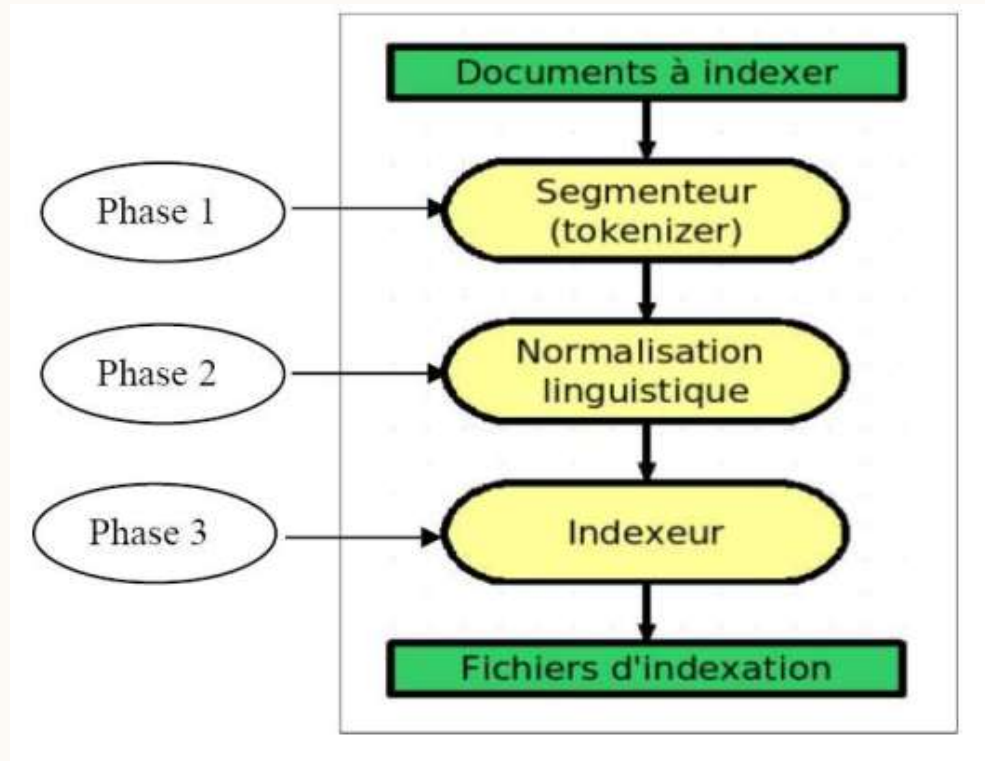 Documents à indexer
Phase 1
Segmenteur
(tokenizer)
Phase 2
Normalisation
linguistique
Phase 3
Indexeur
Fichiers d'indexation